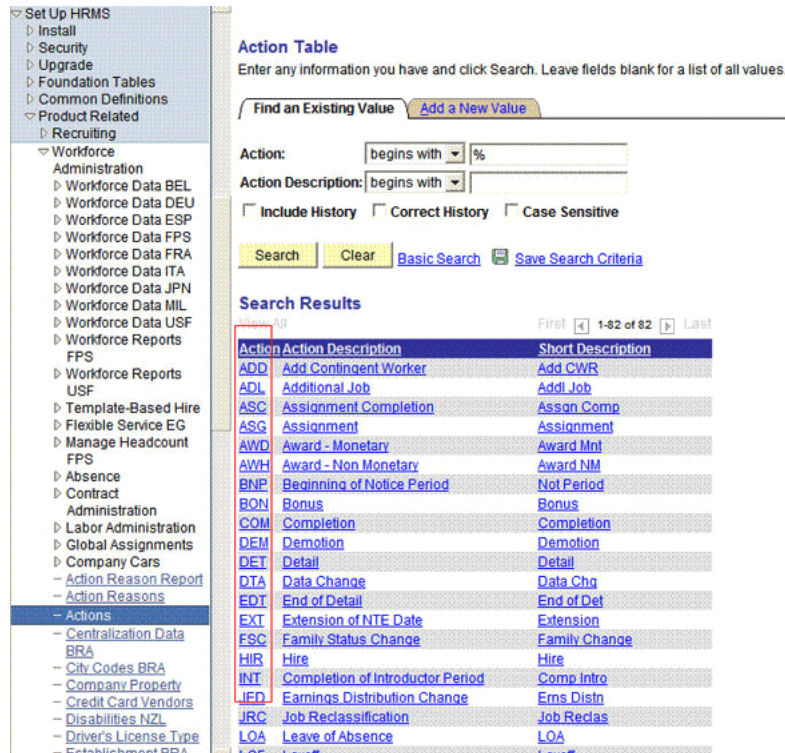 Set Up HRMS
Install
Security
Upgrade
Foundation Tables
Common Definitions
Product Related
Recruiting
Workforce
Administration
Workforce Data BEL
Workforce Data DEU
Workforce Data ESP
Workforce Data FPS
Workforce Data FRA
Workforce Data ITA
Workforce Data JPN
Workforce Data MIL
Workforce Data USF
Workforce Reports
FPS
Workforce Reports
USF
Template-Based Hire
Flexible Service EG
Manage Headcount
FPS
Absence
Contract
Administration
Labor Administration
Global Assignments
Company Cars
Action Reason Report
Action Reasons
Actions
Centralization Data
BRA
City Codes BRA
Company Property
Credit Card Vendors
Disabilities NZL
Driver's License Type
Establishment BRA
Action Table
Enter any information you have and click Search. Leave fields blank for a list of all values.
Find an Existing Value Add a New Value
Action: begins with %
Action Description: begins with
Include History Correct History Case Sensitive
Search Clear Basic Search Save Search Criteria
Search Results
View All First 1-82 of 82 Last
Action Action Description Short Description
ADD Add Contingent Worker Add CWR
ADL Additional Job Addl Job
ASC Assignment Completion Assgn Comp
ASG Assignment Assignment
AWD Award - Monetary Award Mnt
AWH Award - Non Monetary Award NM
BNP Beginning of Notice Period Not Period
BON Bonus Bonus
COM Completion Completion
DEM Demotion Demotion
DET Detail Detail
DTA Data Change Data Chg
EDT End of Detail End of Det
EXT Extension of NTE Date Extension
FSC Family Status Change Family Change
HIR Hire Hire
INT Completion of Introductor Period Comp Intro
JED Earnings Distribution Change Erns Distn
JRC Job Reclassification Job Reclas
LOA Leave of Absence LOA